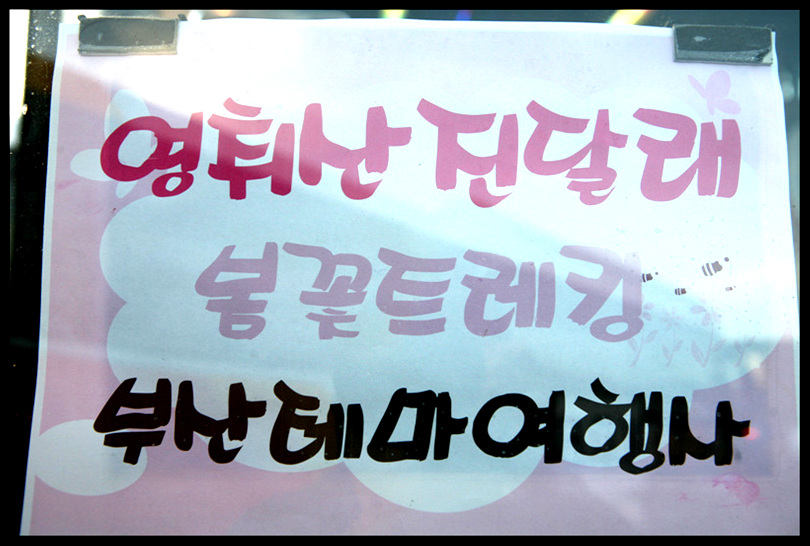 영취산 진달래
봄꽃트레킹
부산테마여행사